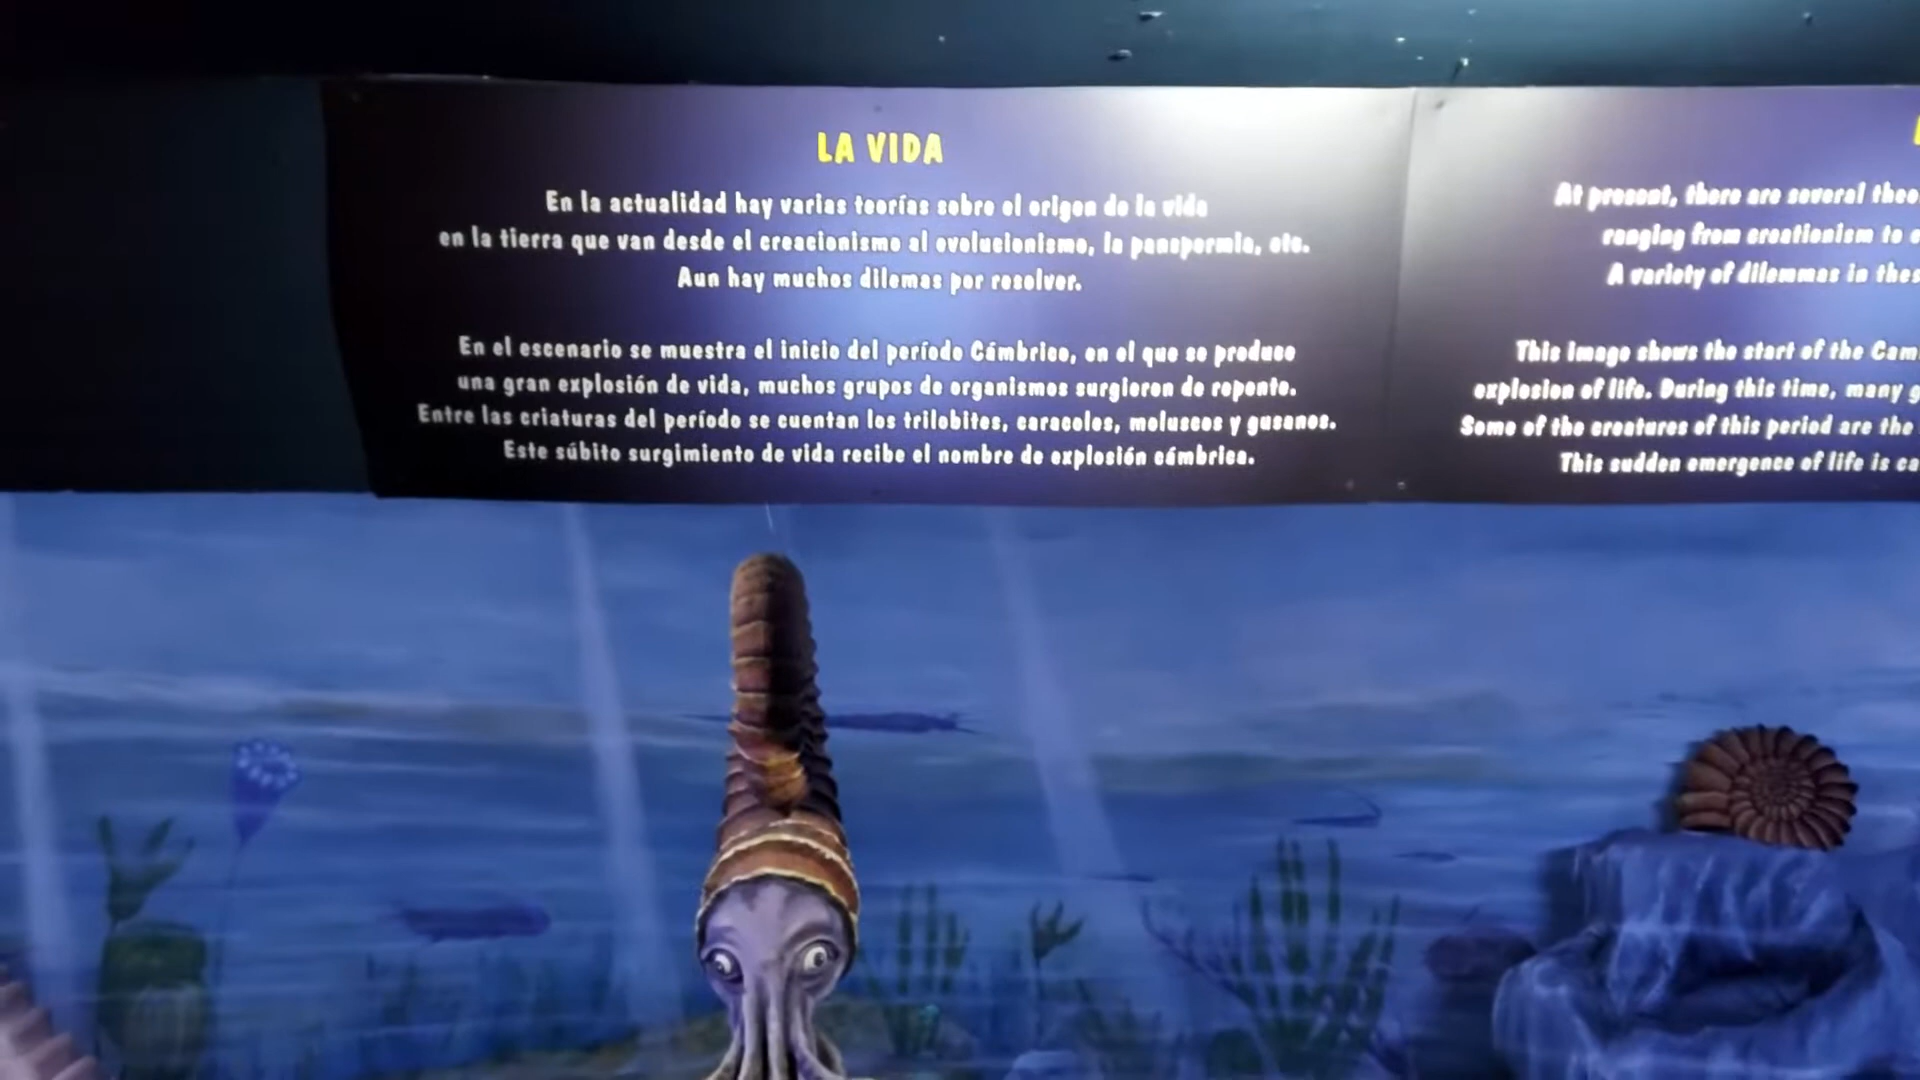 LA VIDA
En la actualidad hay varias teorías sobre el origen de la vida
en la tierra que van desde el creacionismo al evolucionismo, la panspermia, etc.
Aun hay muchos dilemas por resolver.
En el escenario se muestra el inicio del período Cámbrico, en el que se produce
una gran explosión de vida, muchos grupos de organismos surgieron de repente.
Entre las criaturas del período se cuentan los trilobites, caracoles, moluscos y gusanos.
Este súbito surgimiento de vida recibe el nombre de explosión cámbrica.
At present, there are several theo
ranging from creationism to e
A variety of dilemmas in thes
This image shows the start of the Cam
explosion of life. During this time, many g
Some of the creatures of this period are the
This sudden emergence of life is ca